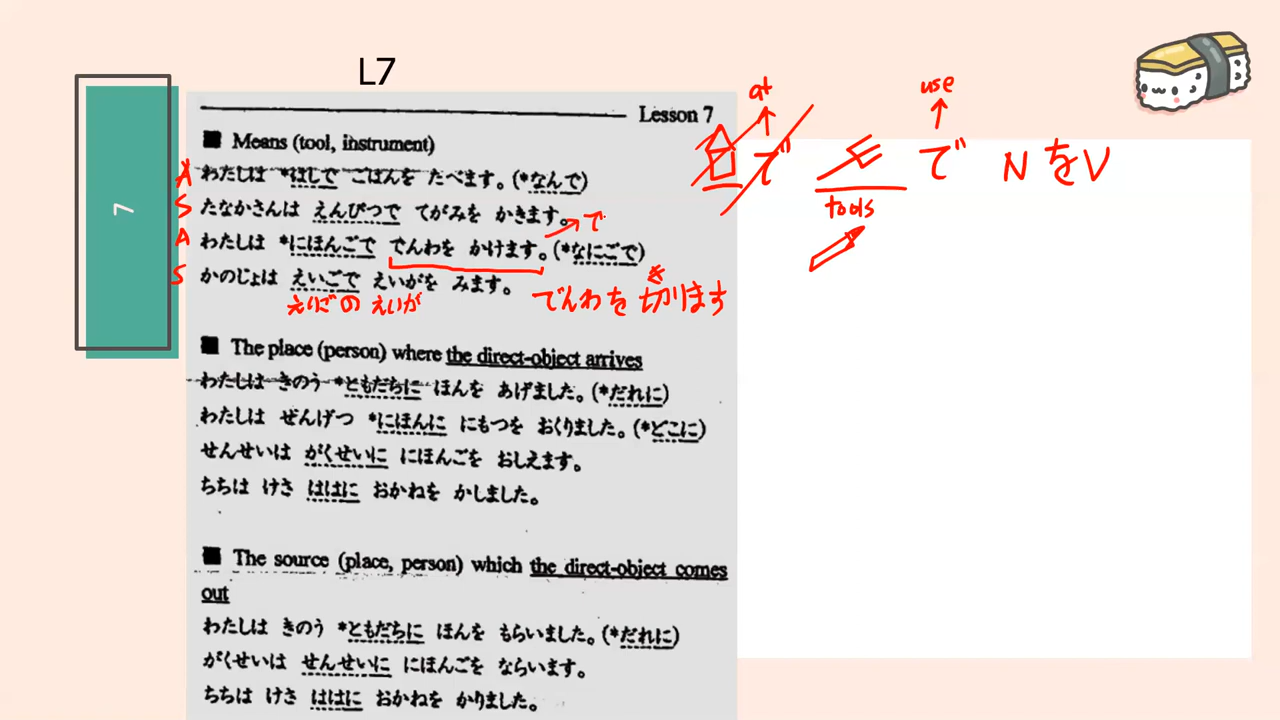 L7
7
Lesson 7
■ Means (tool, instrument)
A わたしは *はしで ごはんを たべます。(*なんで)
S たなかさんは えんぴつで てがみを かきます。
で
A わたしは *にほんごで でんわを かけます。(*なにごで)
S かのじょは えいごで えいがを みます。
えいごの えいが
き
でんわを 切ります
■ The place (person) where the direct-object arrives
わたしは きのう *ともだちに ほんを あげました。(*だれに)
わたしは ぜんげつ *にほんに にもつを おくりました。(*どこに)
せんせいは がくせいに にほんごを おしえます。
ちちは けさ ははに おかねを かしました。
■ The source (place, person) which the direct-object comes
out
わたしは きのう *ともだちに ほんを もらいました。(*だれに)
がくせいは せんせいに にほんごを ならいます。
ちちは けさ ははに おかねを かりました。
at
use
で
で NをV
tools